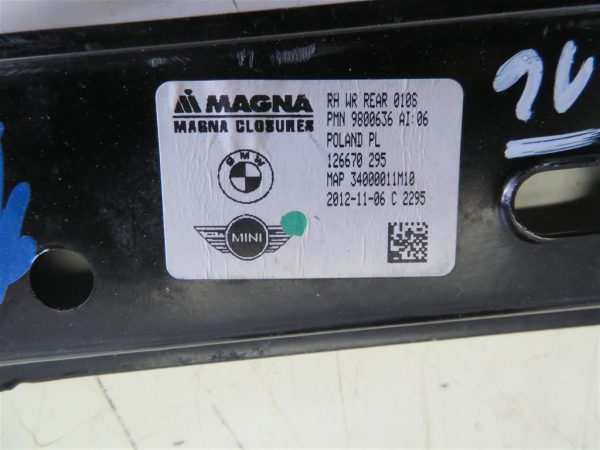 MAGNA
MAGNA CLOSURES
BMW
MINI
RH WR REAR 010S
PMN 9800636 AI:06
POLAND PL
126670 295
MAP 34000011M10
2012-11-06 C 2295